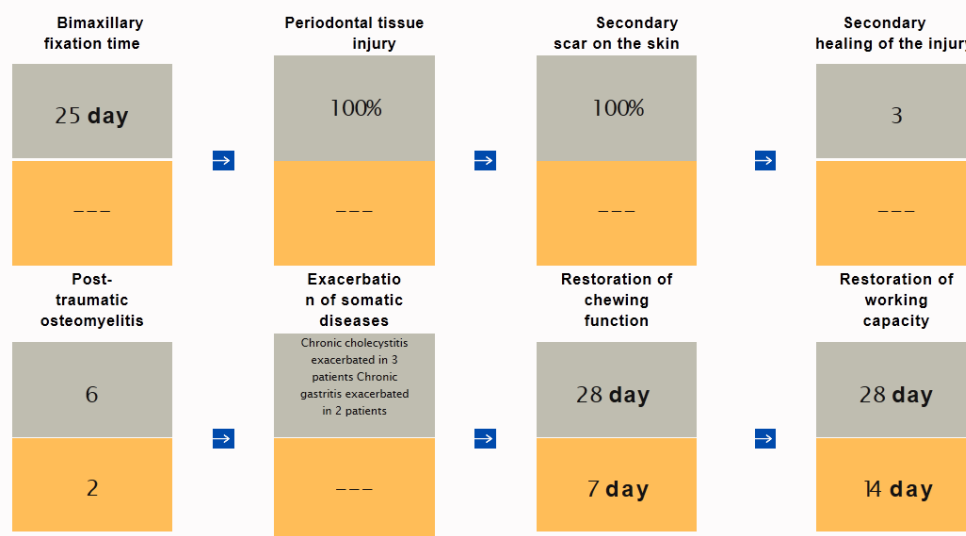 Bimaxillary
fixation time
25 day
---
Periodontal tissue
injury
100%
---
Secondary
scar on the skin
100%
---
Secondary
healing of the injury
3
---
Post-
traumatic
osteomyelitis
6
2
Exacerbatio
n of somatic
diseases
Chronic cholecystitis
exacerbated in 3
patients Chronic
gastritis exacerbated
in 2 patients
---
Restoration of
chewing
function
28 day
7 day
Restoration of
working
capacity
28 day
14 day